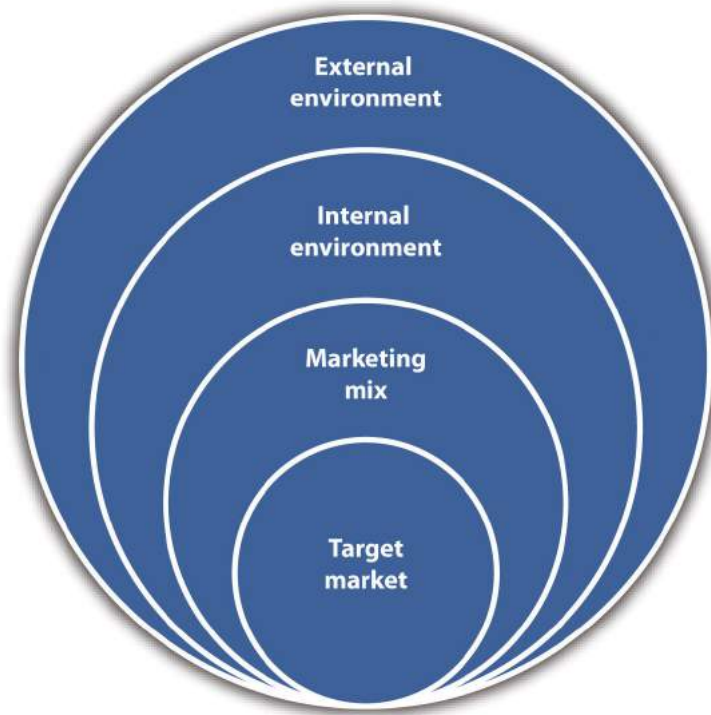 External
environment
Internal
environment
Marketing
mix
Target
market